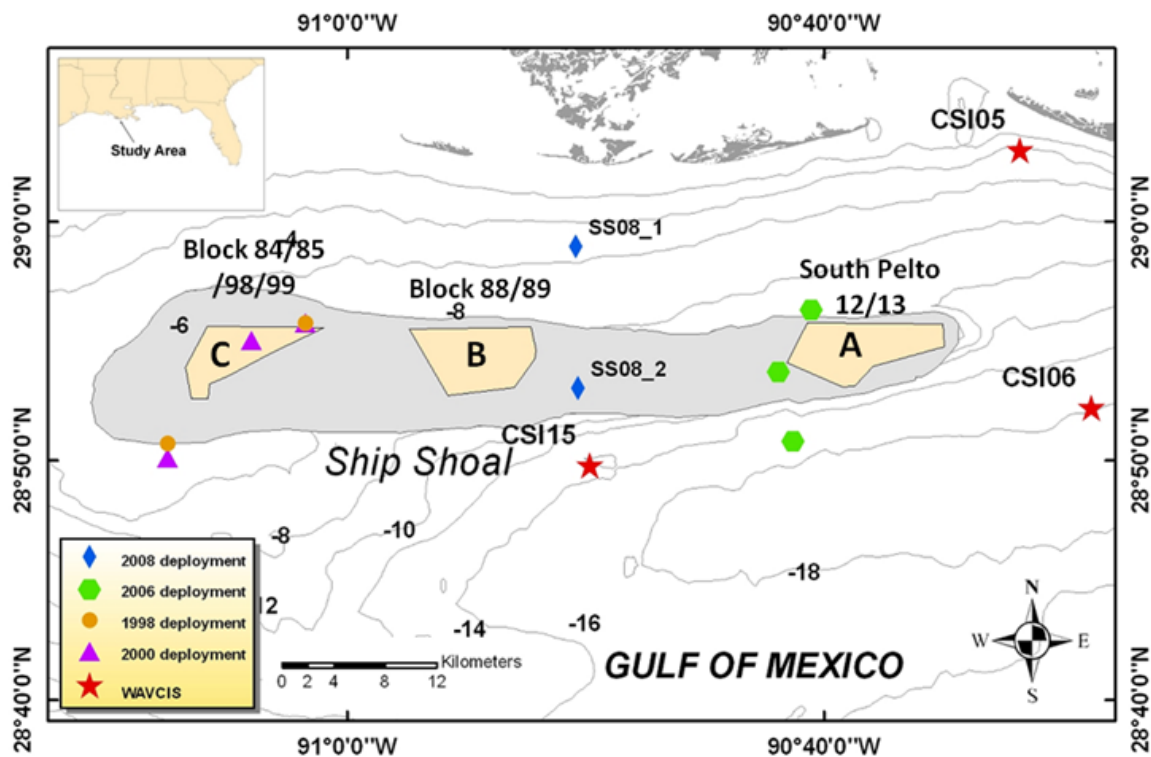 91°0'0"W
90°40'0"W
Study Area
CSI05
29°0'0"N
29°0'0"N
SS08_1
-4
Block 84/85
/98/99
Block 88/89
-8
South Pelto
12/13
-6
C
B
A
SS08_2
CSI06
CSI15
28°50'0"N
28°50'0"N
Ship Shoal
-8
-10
-18
2008 deployment
2006 deployment
1998 deployment
2000 deployment
WAVCIS
12
-14
-16
Kilometers
0 2 4 8 12
GULF OF MEXICO
N
W
E
S
28°40'0"N
28°40'0"N
91°0'0"W
90°40'0"W